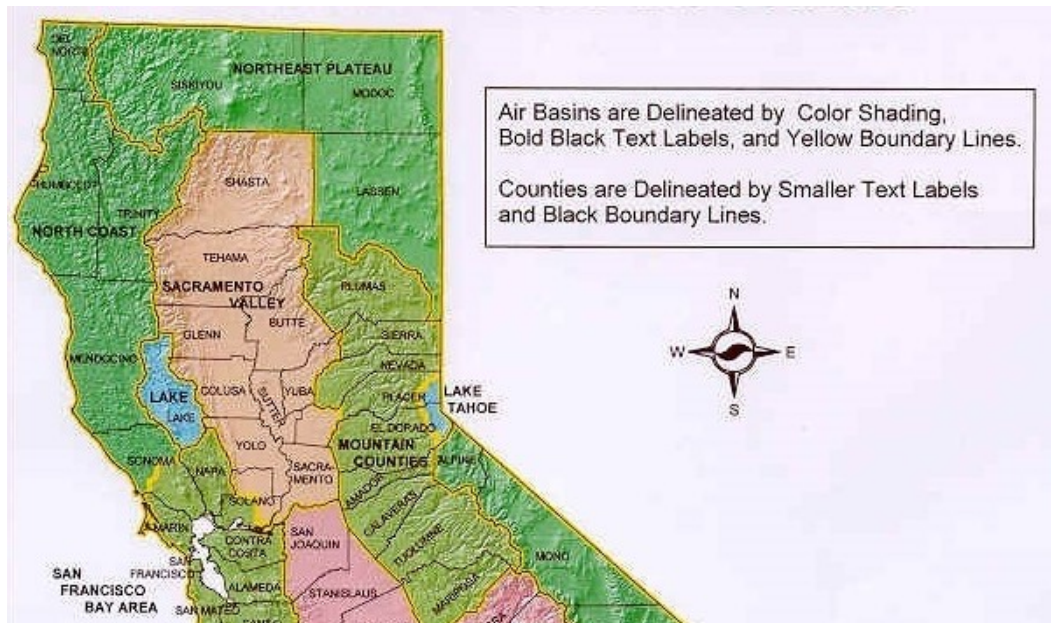 DEL
NORTE
SISKIYOU
NORTHEAST PLATEAU
MODOC
Air Basins are Delineated by Color Shading,
Bold Black Text Labels, and Yellow Boundary Lines.
Counties are Delineated by Smaller Text Labels
and Black Boundary Lines.
SHASTA
LASSEN
HUMBOLDT
TRINITY
NORTH COAST
TEHAMA
SACRAMENTO
VALLEY
PLUMAS
BUTTE
GLENN
SIERRA
N
W
E
S
MENDOCINO
NEVADA
LAKE
LAKE
COLUSA
SUTTER
YUBA
PLACER
LAKE
TAHOE
EL DORADO
YOLO
MOUNTAIN
COUNTIES
ALPINE
SONOMA
NAPA
SACRA-
MENTO
AMADOR
SOLANO
CALAVERAS
MARIN
CONTRA
COSTA
SAN
JOAQUIN
TUOLUMNE
MONO
SAN
FRANCISCO
SAN
FRANCISCO
BAY AREA
ALAMEDA
STANISLAUS
MARIPOSA
SAN MATEO